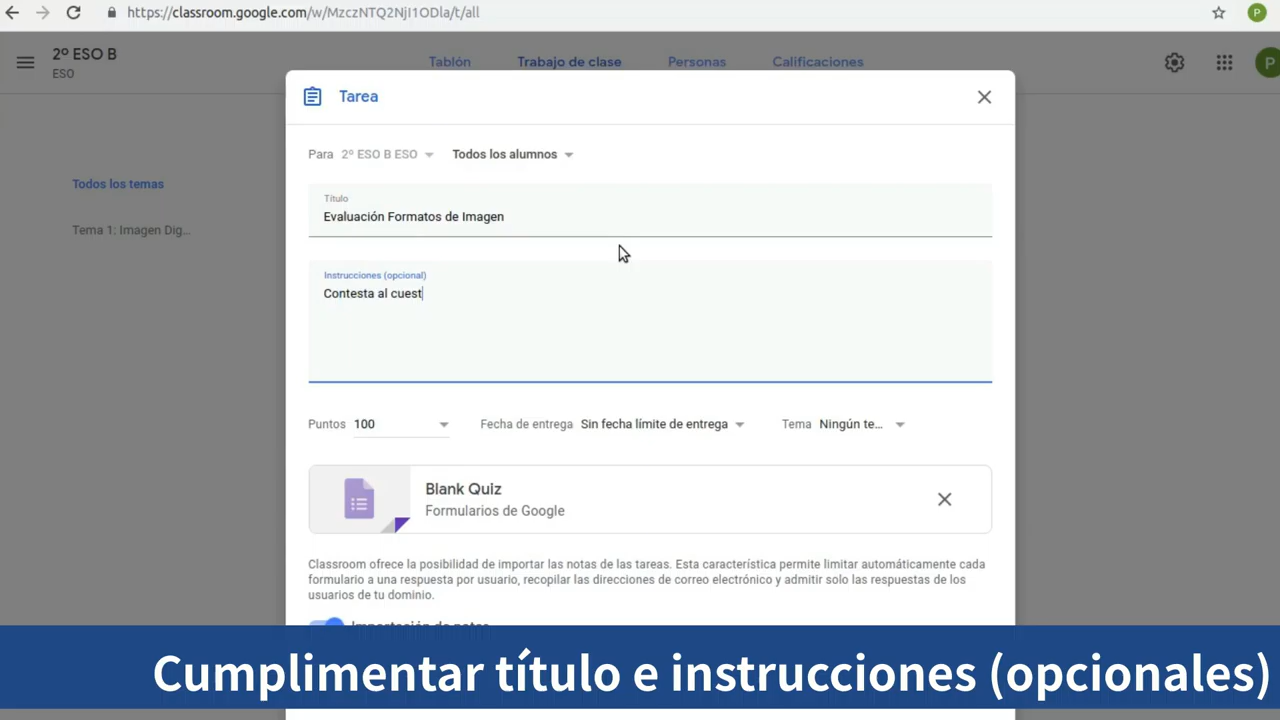 https://classroom.google.com/w/MzczNTQ2NjI1ODla/t/all
P
2º ESO B
ESO
Tablón
Trabajo de clase
Personas
Calificaciones
P
Tarea
Para 2º ESO B ESO Todos los alumnos
Todos los temas
Tema 1: Imagen Dig...
Título
Evaluación Formatos de Imagen
Instrucciones (opcional)
Contesta al cuest
Puntos 100 Fecha de entrega Sin fecha límite de entrega Tema Ningún te...
Blank Quiz
Formularios de Google
Classroom ofrece la posibilidad de importar las notas de las tareas. Esta característica permite limitar automáticamente cada
formulario a una respuesta por usuario, recopilar las direcciones de correo electrónico y admitir solo las respuestas de los
usuarios de tu dominio.
Importación de notas
Cumplimentar título e instrucciones (opcionales)